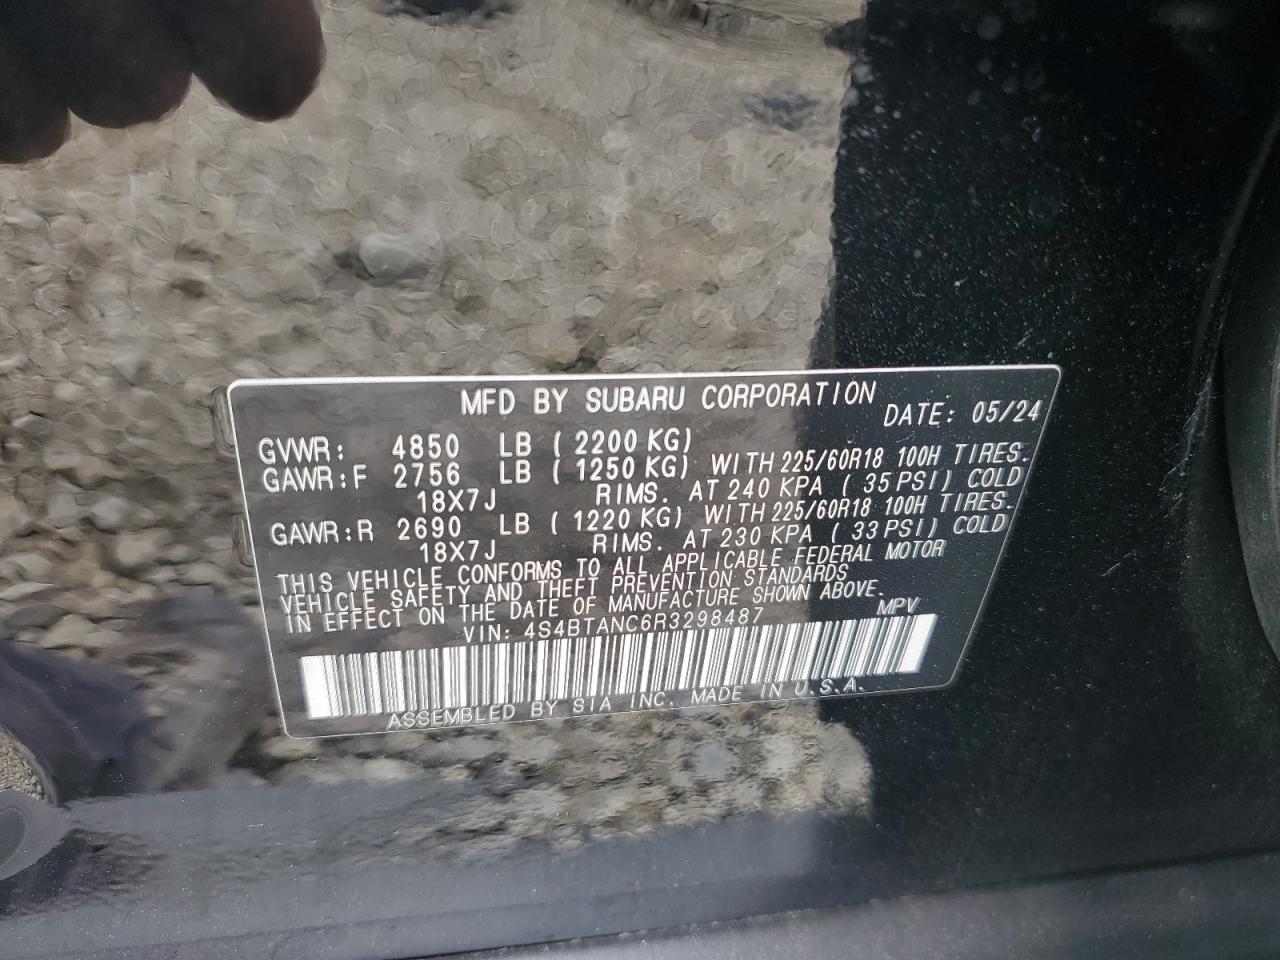 MFD BY SUBARU CORPORATION DATE: 05/24
GVWR: 4850 LB ( 2200 KG)
GAWR:F 2756 LB ( 1250 KG) WITH 225/60R18 100H TIRES.
18X7J RIMS. AT 240 KPA ( 35 PSI) COLD
GAWR:R 2690 LB ( 1220 KG) WITH 225/60R18 100H TIRES.
18X7J RIMS. AT 230 KPA ( 33 PSI) COLD
THIS VEHICLE CONFORMS TO ALL APPLICABLE FEDERAL MOTOR
VEHICLE SAFETY AND THEFT PREVENTION STANDARDS
IN EFFECT ON THE DATE OF MANUFACTURE SHOWN ABOVE.
VIN: 4S4BTANC6R3298487 MPV
ASSEMBLED BY SIA INC. MADE IN U.S.A.